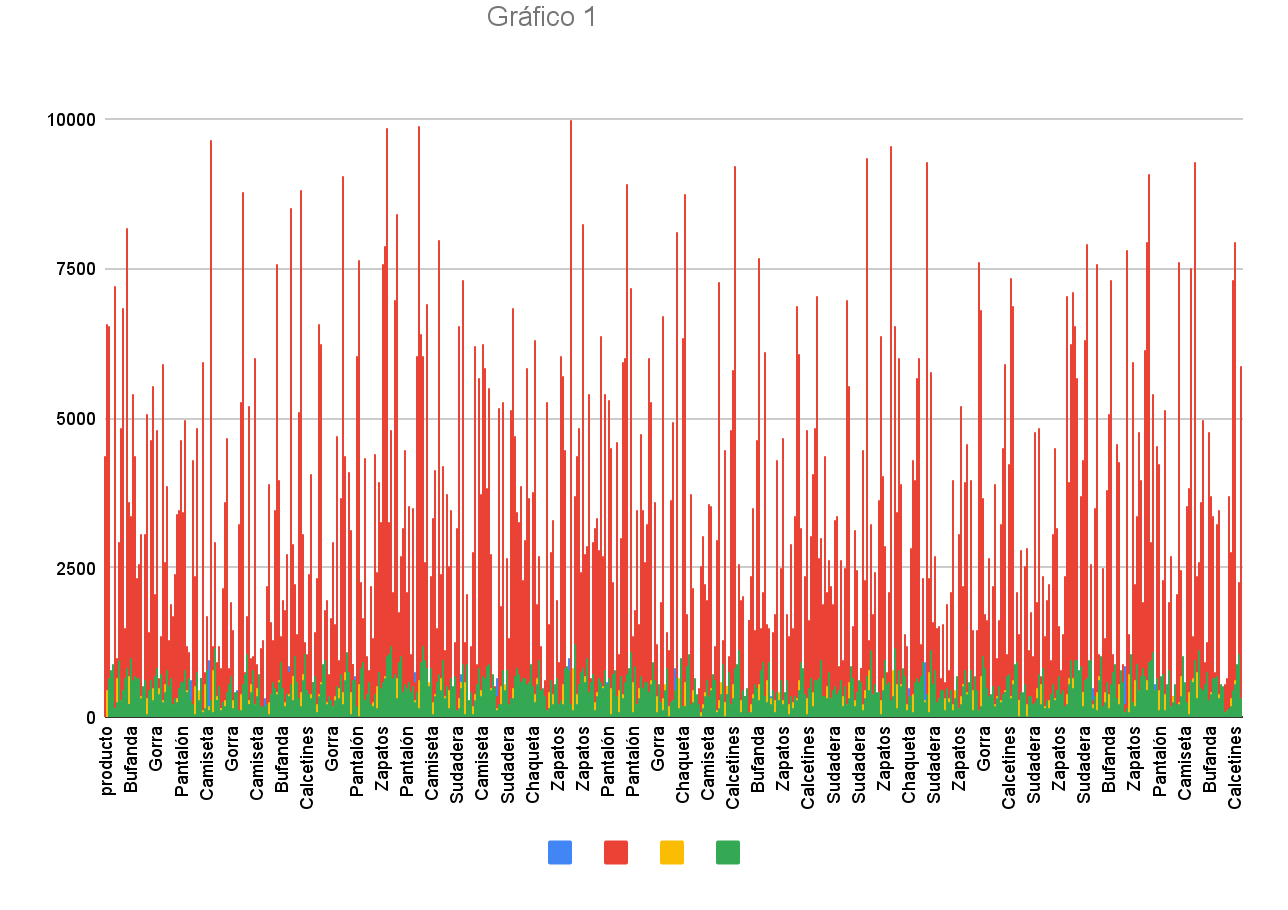 Gráfico 1
10000
7500
5000
2500
0
producto
Bufanda
Gorra
Pantalón
Camiseta
Gorra
Camiseta
Bufanda
Calcetines
Gorra
Pantalón
Zapatos
Pantalón
Camiseta
Sudadera
Camiseta
Sudadera
Chaqueta
Zapatos
Zapatos
Pantalón
Pantalón
Gorra
Chaqueta
Camiseta
Calcetines
Bufanda
Zapatos
Calcetines
Sudadera
Sudadera
Zapatos
Chaqueta
Sudadera
Zapatos
Gorra
Calcetines
Sudadera
Zapatos
Sudadera
Bufanda
Zapatos
Pantalón
Camiseta
Bufanda
Calcetines